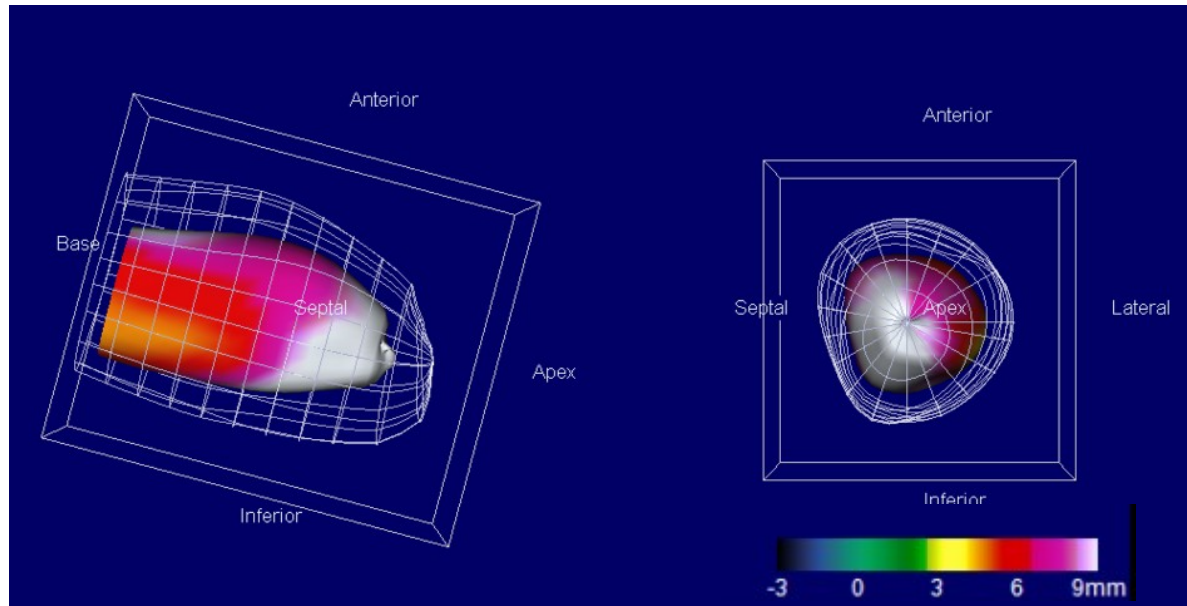 Anterior
Base
Septal
Apex
Inferior
Anterior
Septal
Apex
Lateral
Inferior
-3 0 3 6 9mm